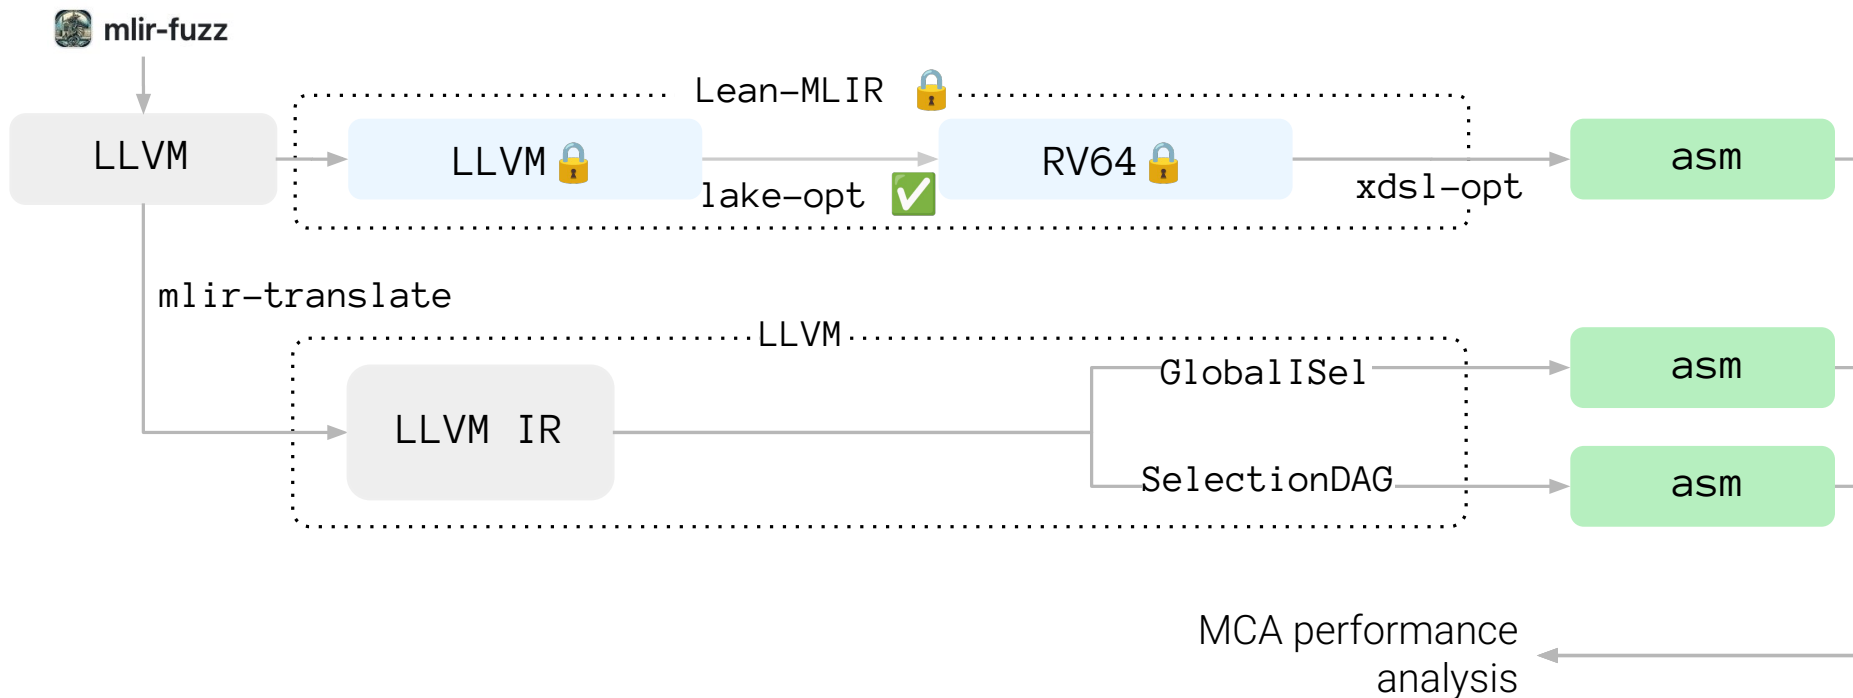 mlir-fuzz
Lean-MLIR 🔒
LLVM
LLVM🔒
RV64🔒
asm
lake-opt ✅
xdsl-opt
mlir-translate
LLVM
GlobalISel
asm
LLVM IR
SelectionDAG
asm
MCA performance
analysis